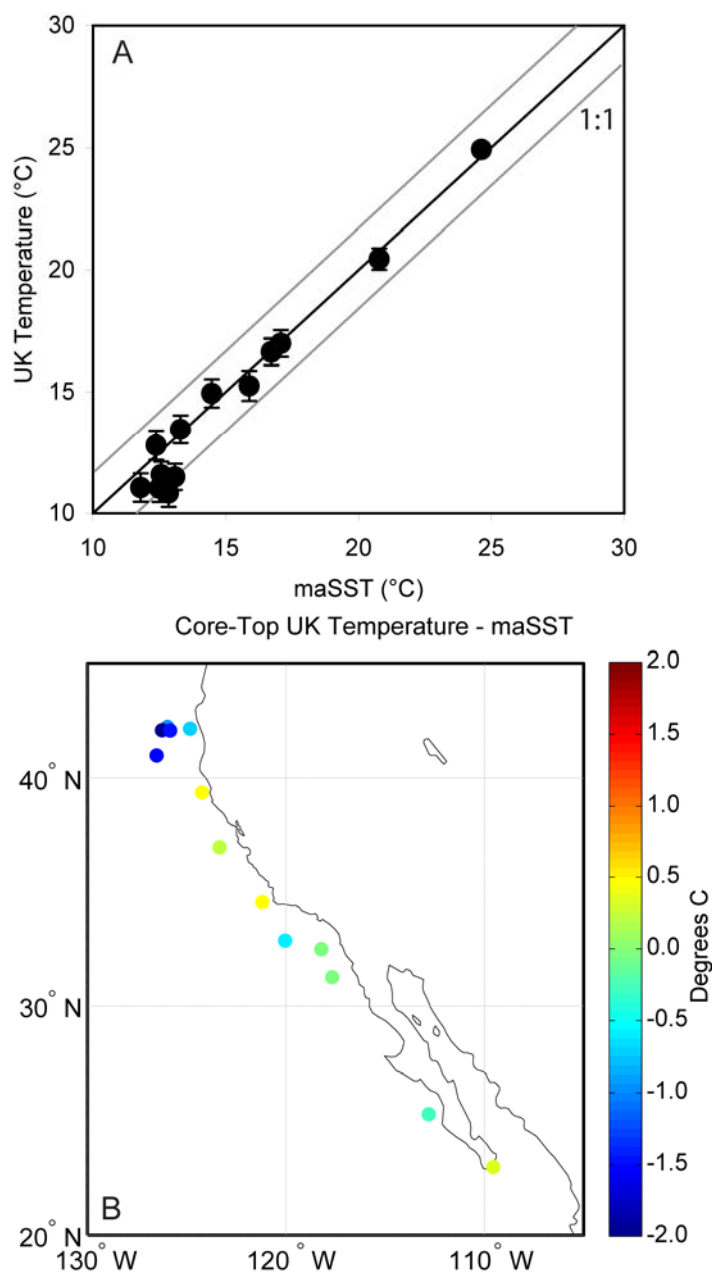 A
1:1
UK Temperature (°C)
30
25
20
15
10
10 15 20 25 30
maSST (°C)
Core-Top UK Temperature - maSST
B
40° N
30° N
20° N
130° W 120° W 110° W
2.0
1.5
1.0
0.5
0.0
-0.5
-1.0
-1.5
-2.0
Degrees C